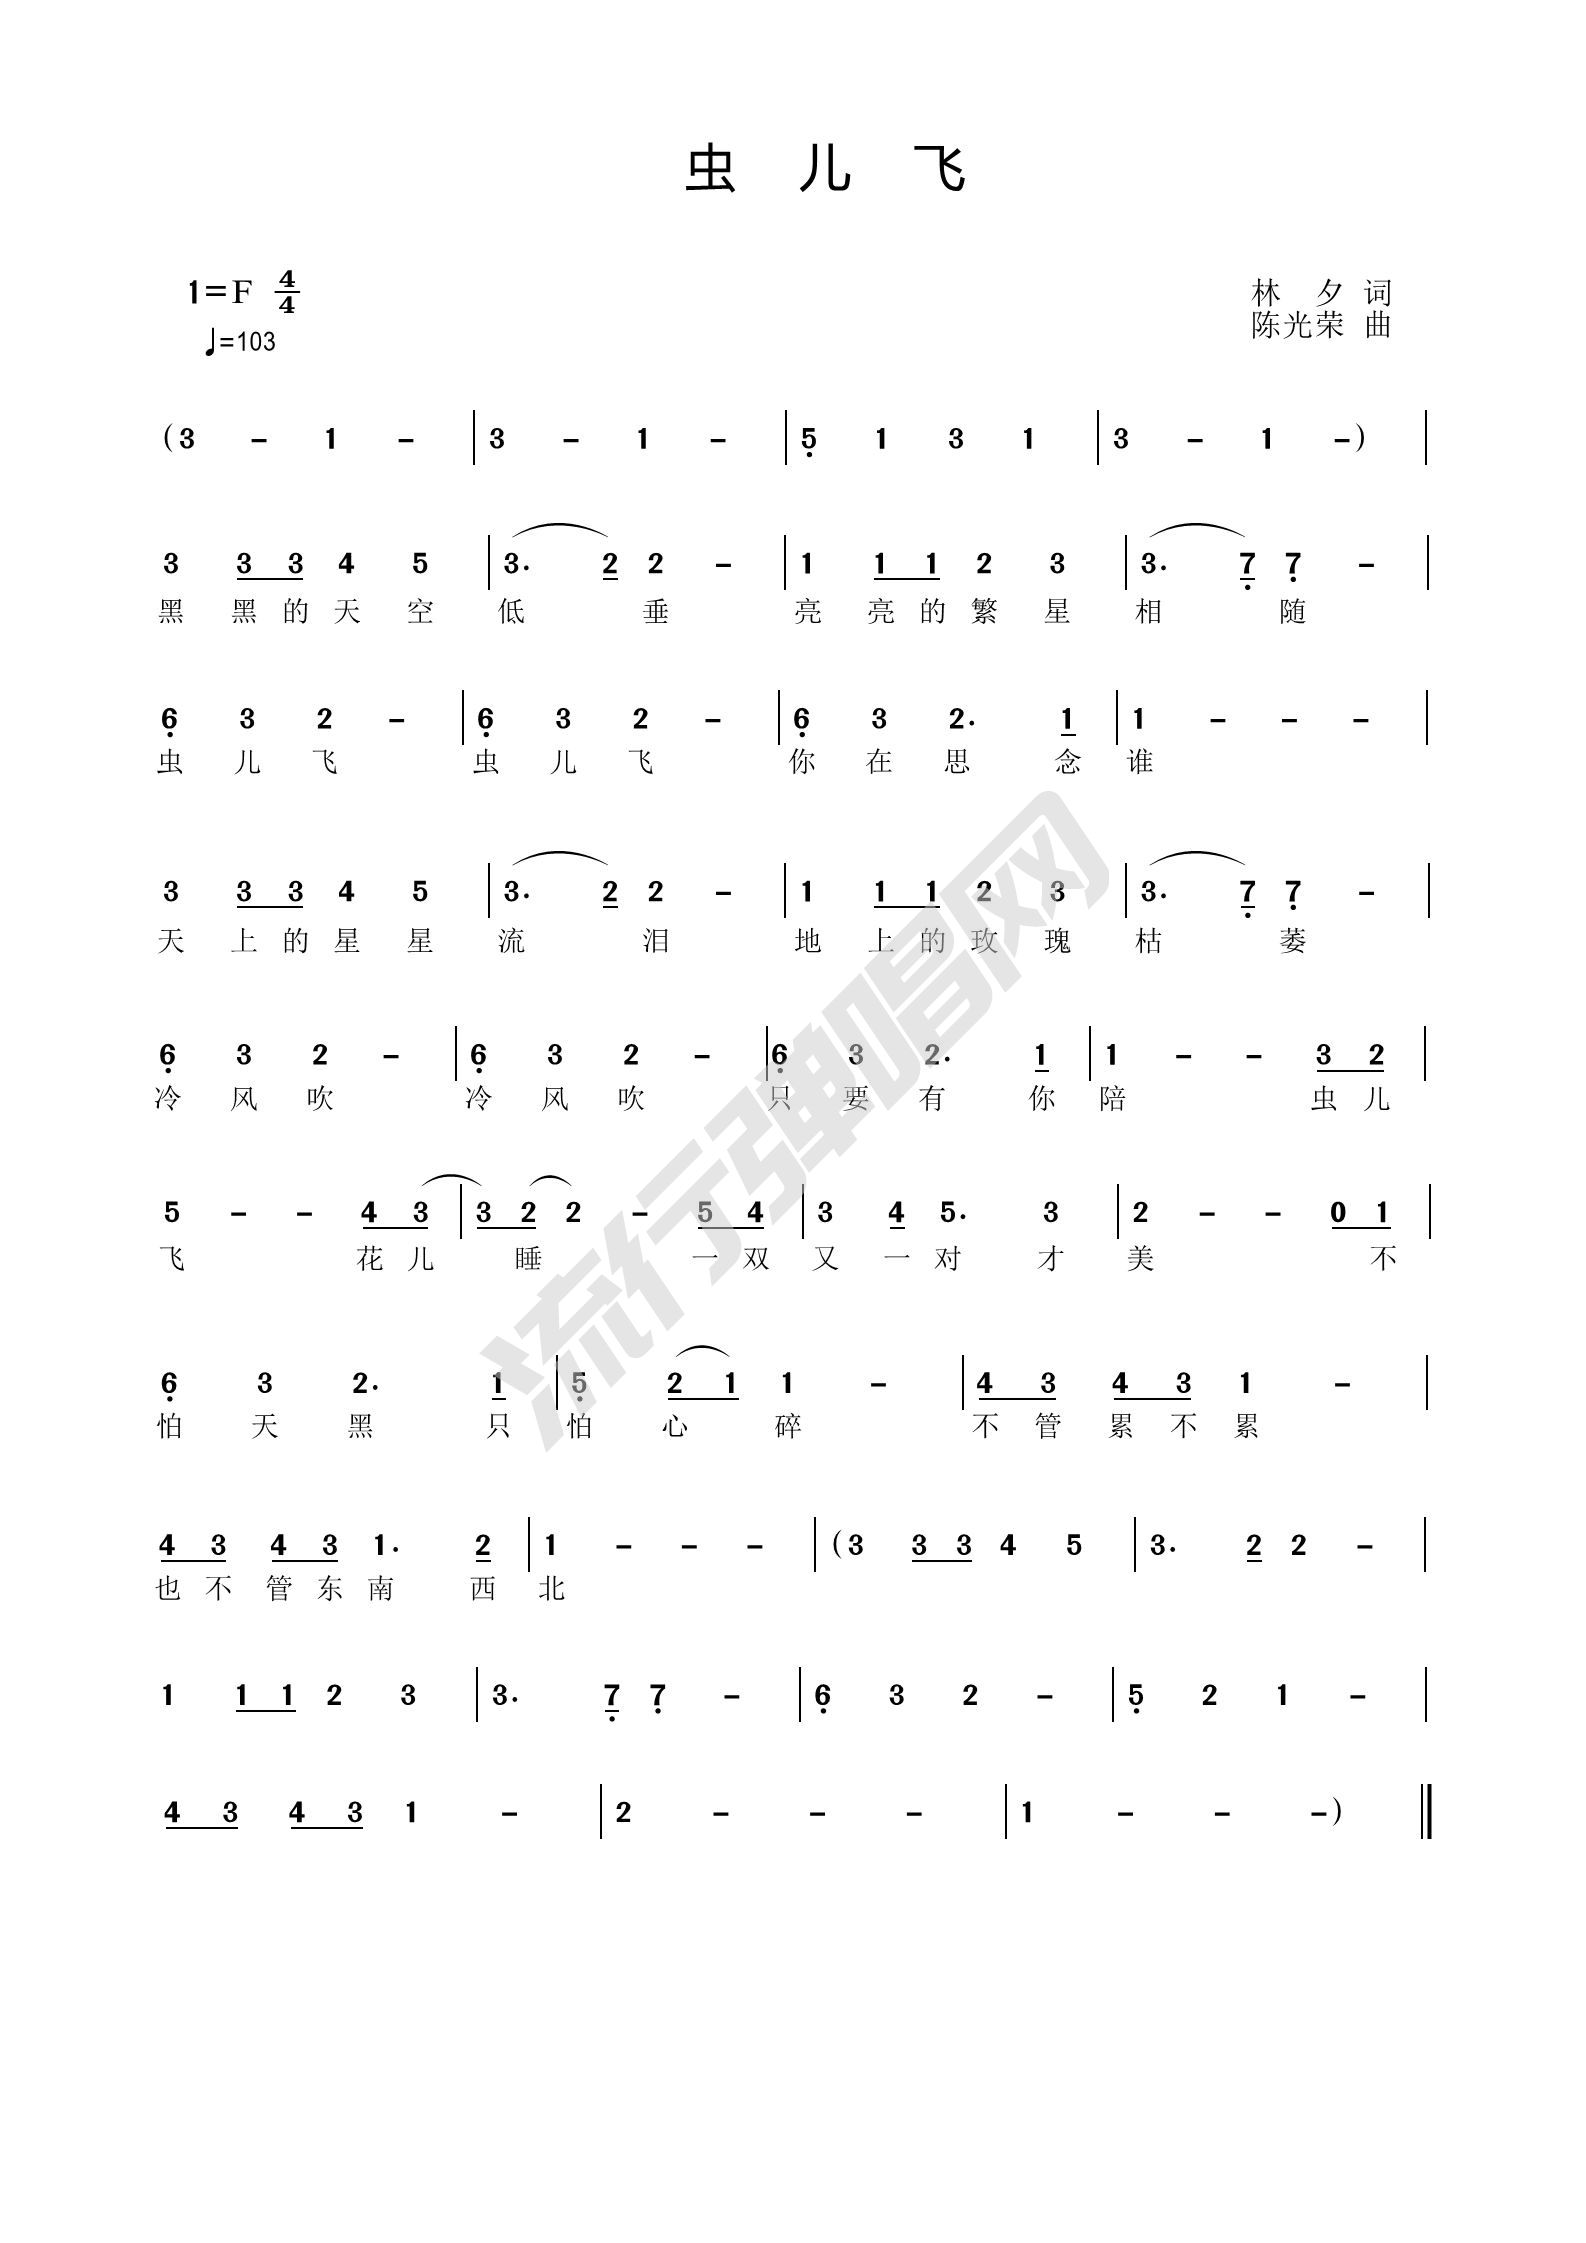 虫 儿 飞
1=F 4/4
♩=103
林 夕 词
陈光荣 曲
(3 - 1 - | 3 - 1 - | 5̣ 1 3 1 | 3 - 1 -) |
3 3 3 4 5 | 3. 2 2 - | 1 1 1 2 3 | 3. 7̣ 7̣ - |
黑 黑 的 天 空 低 垂 亮 亮 的 繁 星 相 随
6̣ 3 2 - | 6̣ 3 2 - | 6̣ 3 2. 1 | 1 - - - |
虫 儿 飞 虫 儿 飞 你 在 思 念 谁
3 3 3 4 5 | 3. 2 2 - | 1 1 1 2 3 | 3. 7̣ 7̣ - |
天 上 的 星 星 流 泪 地 上 的 玫 瑰 枯 萎
6̣ 3 2 - | 6̣ 3 2 - | 6̣ 3 2. 1 | 1 - - 3 2 |
冷 风 吹 冷 风 吹 只 要 有 你 陪 虫 儿
5 - - 4 3 | 3 2 2 - 5 4 | 3 4 5. 3 | 2 - - 0 1 |
飞 花 儿 睡 一 双 又 一 对 才 美 不
6̣ 3 2. 1 | 5̣ 2 1 1 - | 4 3 4 3 1 - |
怕 天 黑 只 怕 心 碎 不 管 累 不 累
4 3 4 3 1. 2 | 1 - - - | (3 3 3 4 5 | 3. 2 2 - |
也 不 管 东 南 西 北
1 1 1 2 3 | 3. 7̣ 7̣ - | 6̣ 3 2 - | 5̣ 2 1 - |
4 3 4 3 1 - | 2 - - - | 1 - - -) ‖
流行弹唱网